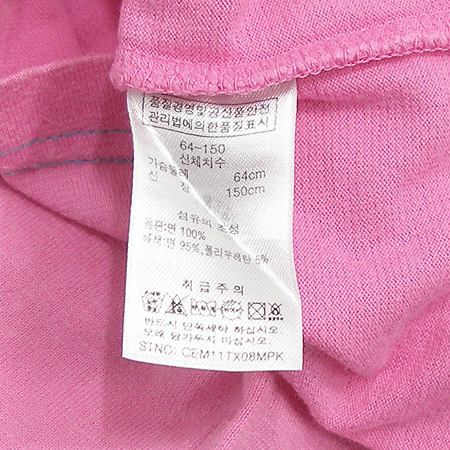 품질경영및공산품안전
관리법에의한품질표시
64-150
신체치수
가슴둘레 64cm
신 장 150cm
섬유의 조성
몸판:면 100%
배색:면 95%,폴리우레탄 5%
취급주의
반드시 단독세탁 하십시오.
오래 담가두지 마십시오.
S/NO: CEM11TX08MPK